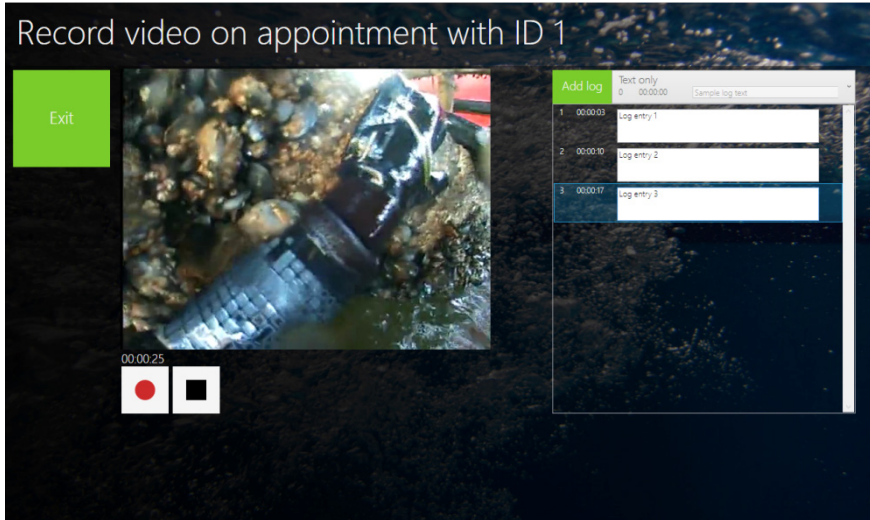 Record video on appointment with ID 1
Exit
00:00:25
Add log
Text only
0 00:00:00 Sample log text
1 00:00:03 Log entry 1
2 00:00:10 Log entry 2
3 00:00:17 Log entry 3